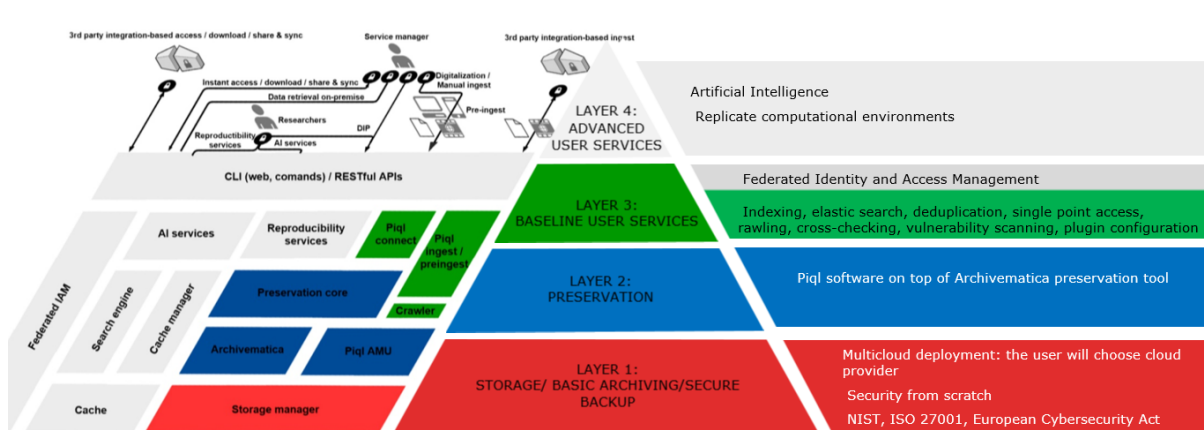 3rd party integration-based access / download / share & sync
Service manager
3rd party integration-based ingest
Instant access / download / share & sync
Digitalization /
Manual ingest
Data retrieval on-premise
Pre-ingest
Researchers
DIP
Reproductibility
services
AI services
CLI (web, comands) / RESTful APIs
AI services
Reproducibility
services
Piql
connect
Piql
ingest /
preingest
Federated IAM
Search engine
Cache manager
Preservation core
Crawler
Archivematica
Piql AMU
Cache
Storage manager
LAYER 4:
ADVANCED
USER SERVICES
LAYER 3:
BASELINE USER SERVICES
LAYER 2:
PRESERVATION
LAYER 1:
STORAGE/ BASIC ARCHIVING/SECURE
BACKUP
Artificial Intelligence
Replicate computational environments
Federated Identity and Access Management
Indexing, elastic search, deduplication, single point access,
rawling, cross-checking, vulnerability scanning, plugin configuration
Piql software on top of Archivematica preservation tool
Multicloud deployment: the user will choose cloud
provider
Security from scratch
NIST, ISO 27001, European Cybersecurity Act